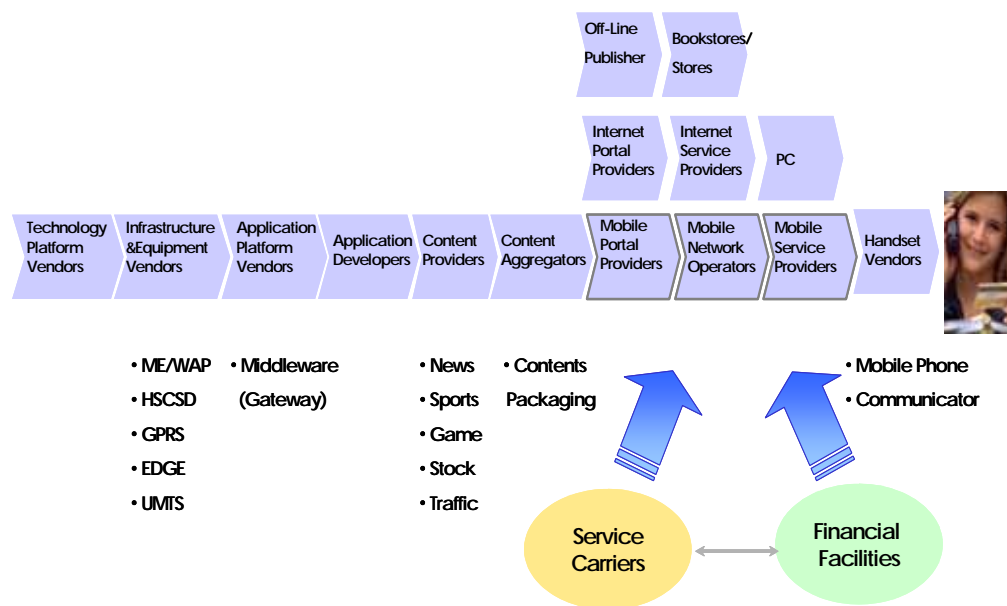 Off-Line
Publisher
Bookstores/
Stores
Internet
Portal
Providers
Internet
Service
Providers
PC
Technology
Platform
Vendors
Infrastructure
&Equipment
Vendors
Application
Platform
Vendors
Application
Developers
Content
Providers
Content
Aggregators
Mobile
Portal
Providers
Mobile
Network
Operators
Mobile
Service
Providers
Handset
Vendors
• ME/WAP
• HSCSD
• GPRS
• EDGE
• UMTS
• Middleware
(Gateway)
• News
• Sports
• Game
• Stock
• Traffic
• Contents
Packaging
• Mobile Phone
• Communicator
Service
Carriers
Financial
Facilities